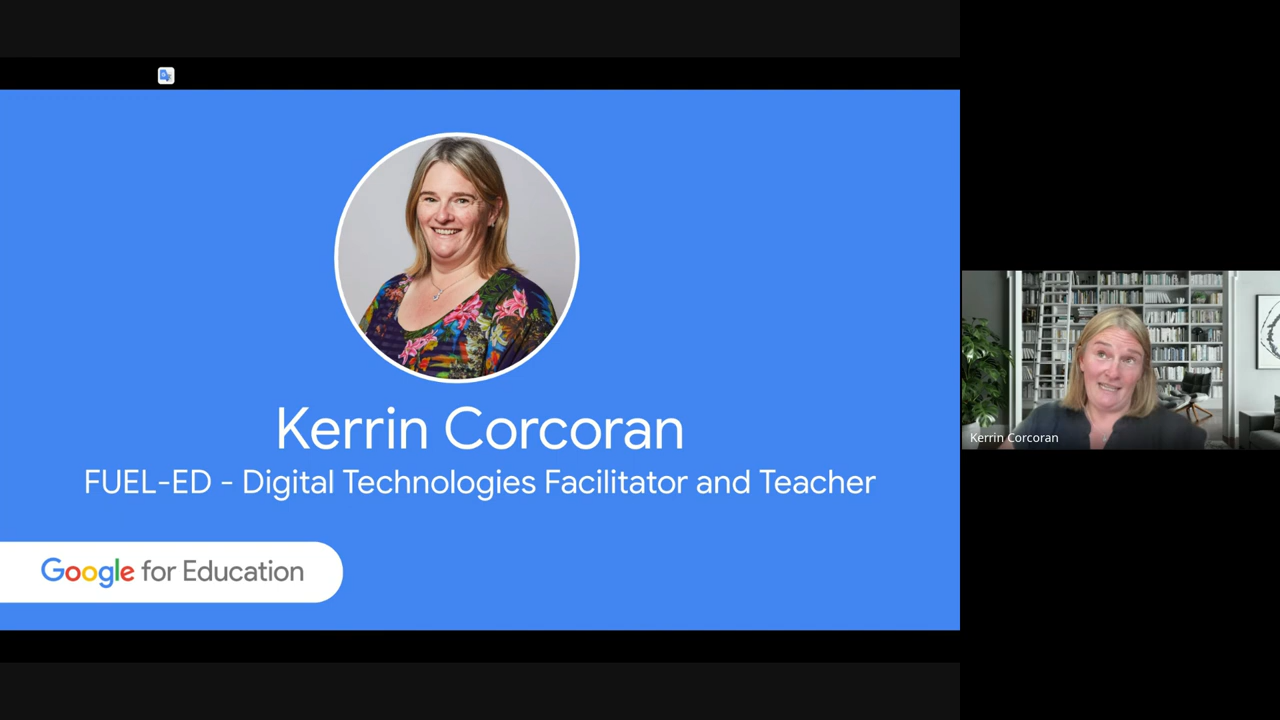 Kerrin Corcoran
FUEL-ED - Digital Technologies Facilitator and Teacher
Google for Education
Kerrin Corcoran